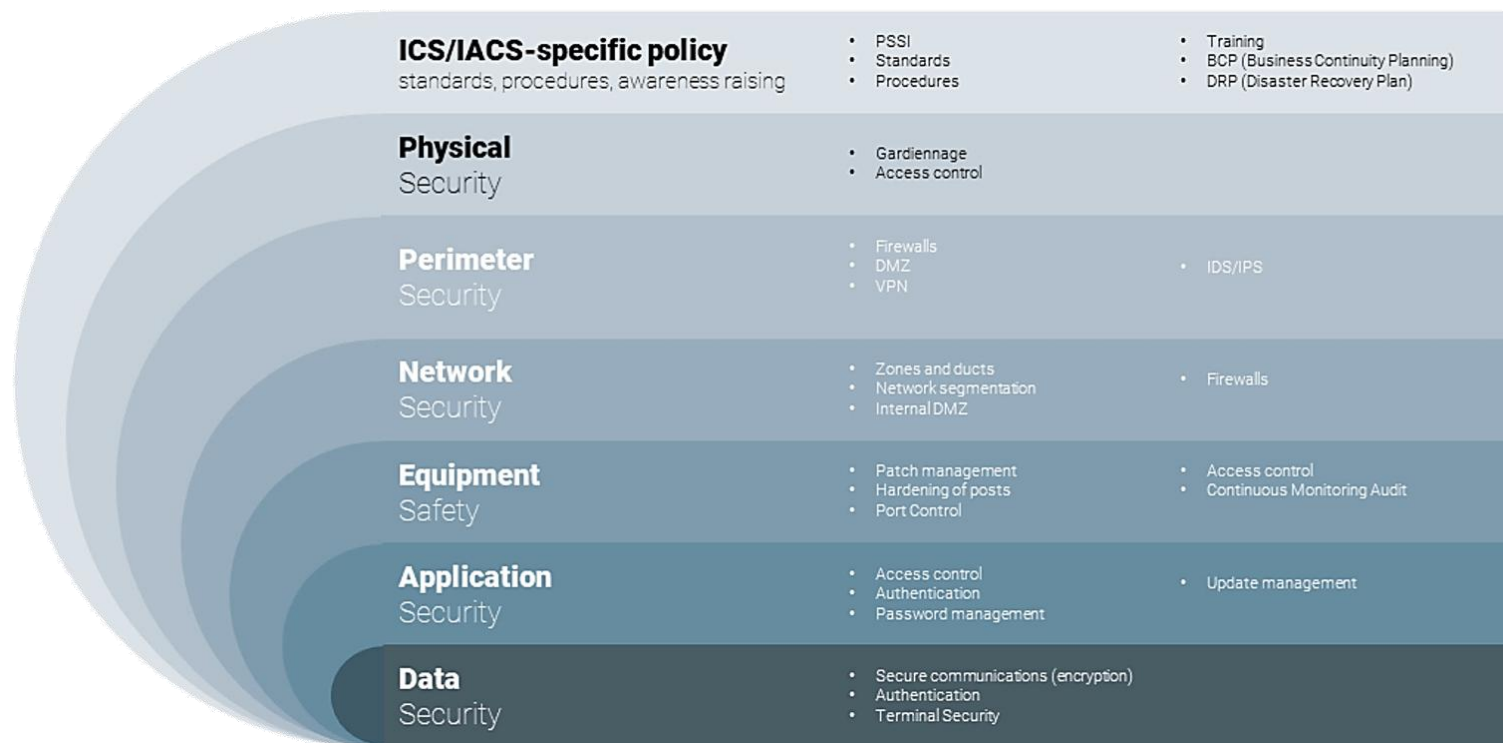 ICS/IACS-specific policy
standards, procedures, awareness raising
• PSSI
• Standards
• Procedures
• Training
• BCP (Business Continuity Planning)
• DRP (Disaster Recovery Plan)
Physical
Security
• Gardiennage
• Access control
Perimeter
Security
• Firewalls
• DMZ
• VPN
• IDS/IPS
Network
Security
• Zones and ducts
• Network segmentation
• Internal DMZ
• Firewalls
Equipment
Safety
• Patch management
• Hardening of posts
• Port Control
• Access control
• Continuous Monitoring Audit
Application
Security
• Access control
• Authentication
• Password management
• Update management
Data
Security
• Secure communications (encryption)
• Authentication
• Terminal Security